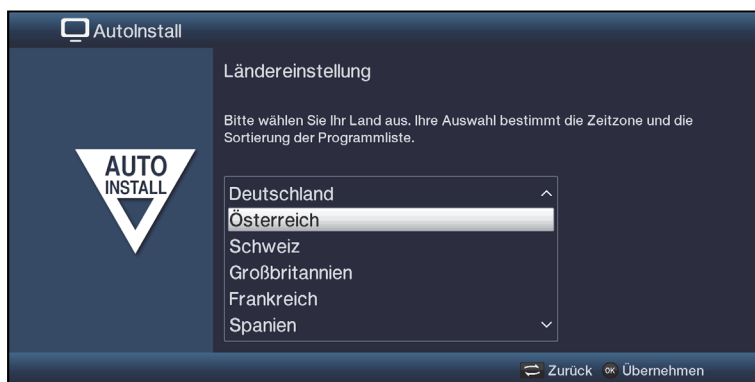 AutoInstall
Ländereinstellung
Bitte wählen Sie Ihr Land aus. Ihre Auswahl bestimmt die Zeitzone und die
Sortierung der Programmliste.
AUTO
INSTALL
Deutschland
Österreich
Schweiz
Großbritannien
Frankreich
Spanien
Zurück OK Übernehmen